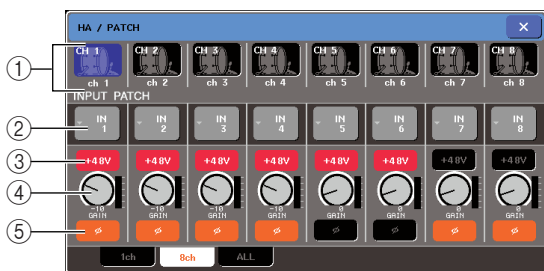 HA / PATCH ×
① CH 1 CH 2 CH 3 CH 4 CH 5 CH 6 CH 7 CH 8
ch 1 ch 2 ch 3 ch 4 ch 5 ch 6 ch 7 ch 8
INPUT PATCH
② IN 1 IN 2 IN 3 IN 4 IN 5 IN 6 IN 7 IN 8
③ +48V +48V +48V +48V +48V +48V +48V +48V
④ -10 -10 -10 -10 0 0 0 0
GAIN GAIN GAIN GAIN GAIN GAIN GAIN GAIN
⑤ ø ø ø ø ø ø ø ø
1ch 8ch ALL